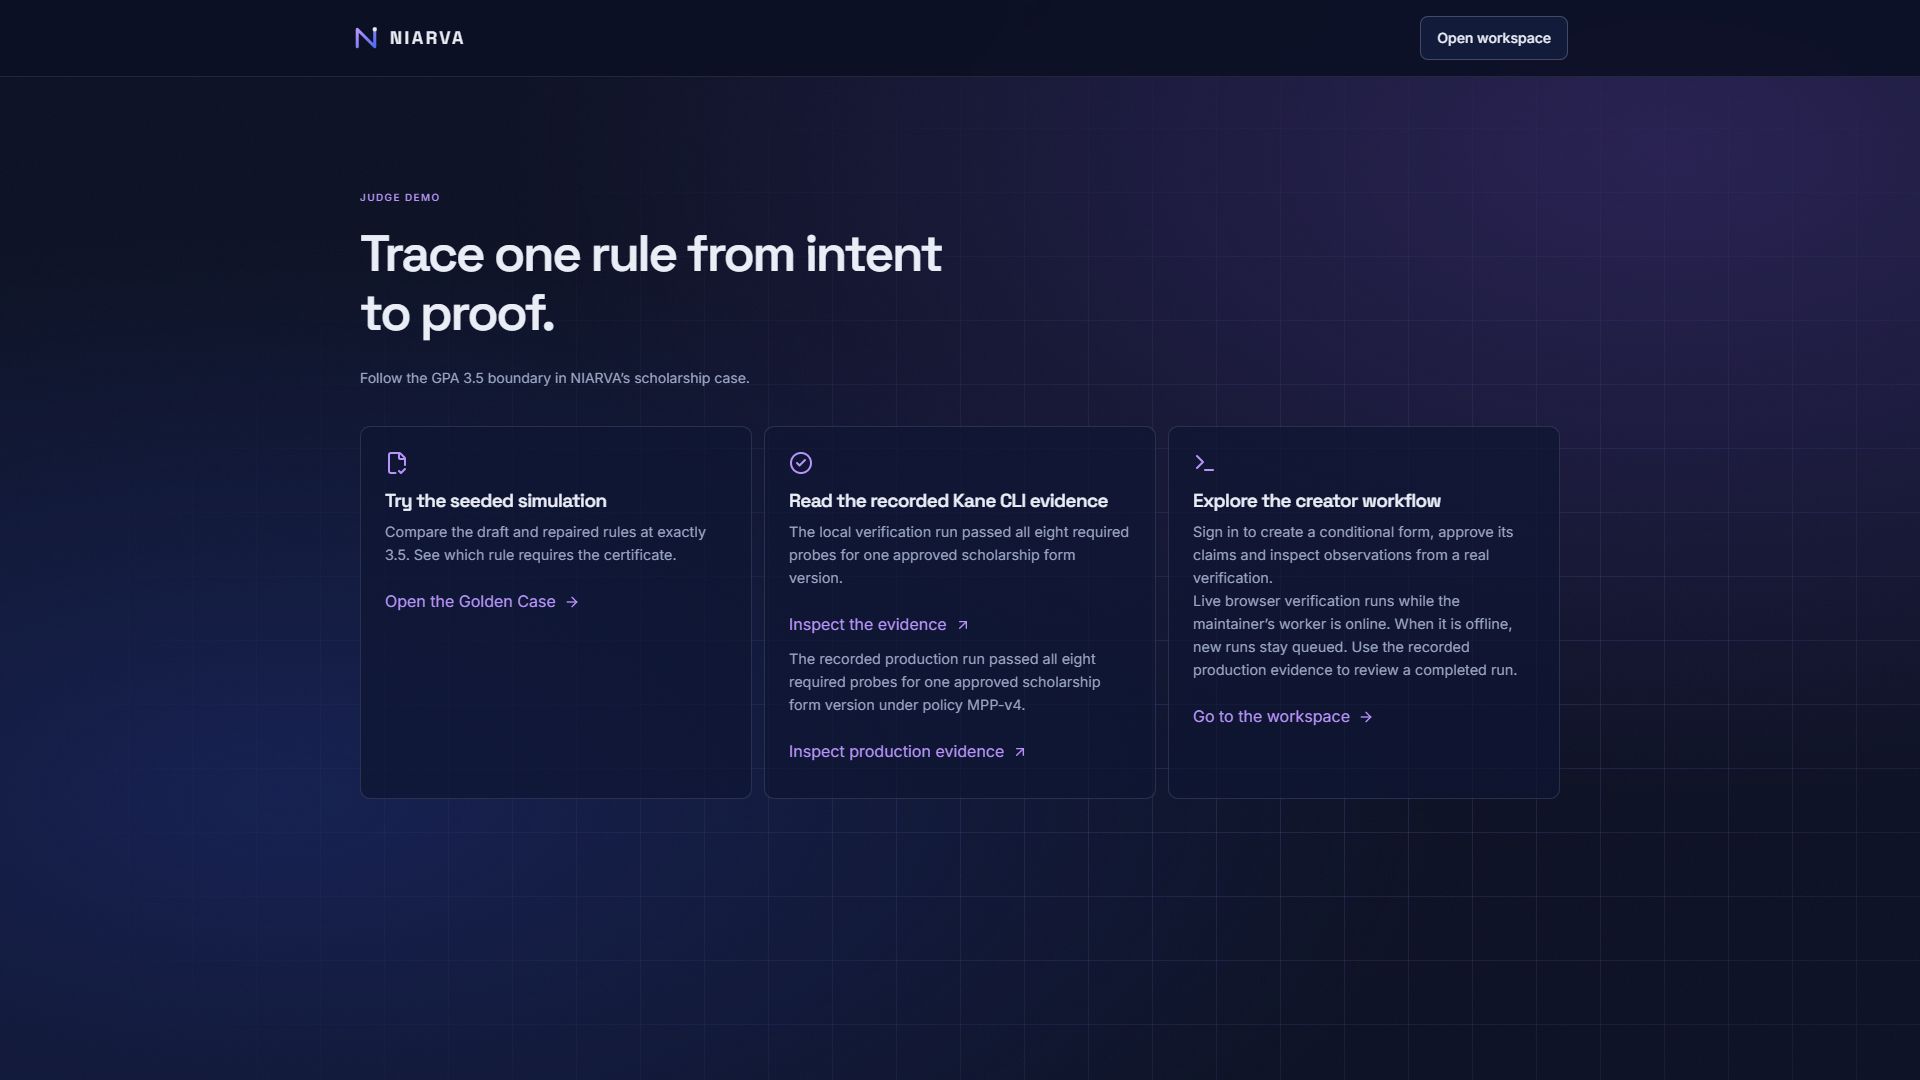 NIARVA
Open workspace
JUDGE DEMO
Trace one rule from intent
to proof.
Follow the GPA 3.5 boundary in NIARVA’s scholarship case.
Try the seeded simulation
Compare the draft and repaired rules at exactly
3.5. See which rule requires the certificate.
Open the Golden Case
Read the recorded Kane CLI evidence
The local verification run passed all eight required
probes for one approved scholarship form
version.
Inspect the evidence
The recorded production run passed all eight
required probes for one approved scholarship
form version under policy MPP-v4.
Inspect production evidence
Explore the creator workflow
Sign in to create a conditional form, approve its
claims and inspect observations from a real
verification.
Live browser verification runs while the
maintainer’s worker is online. When it is offline,
new runs stay queued. Use the recorded
production evidence to review a completed run.
Go to the workspace